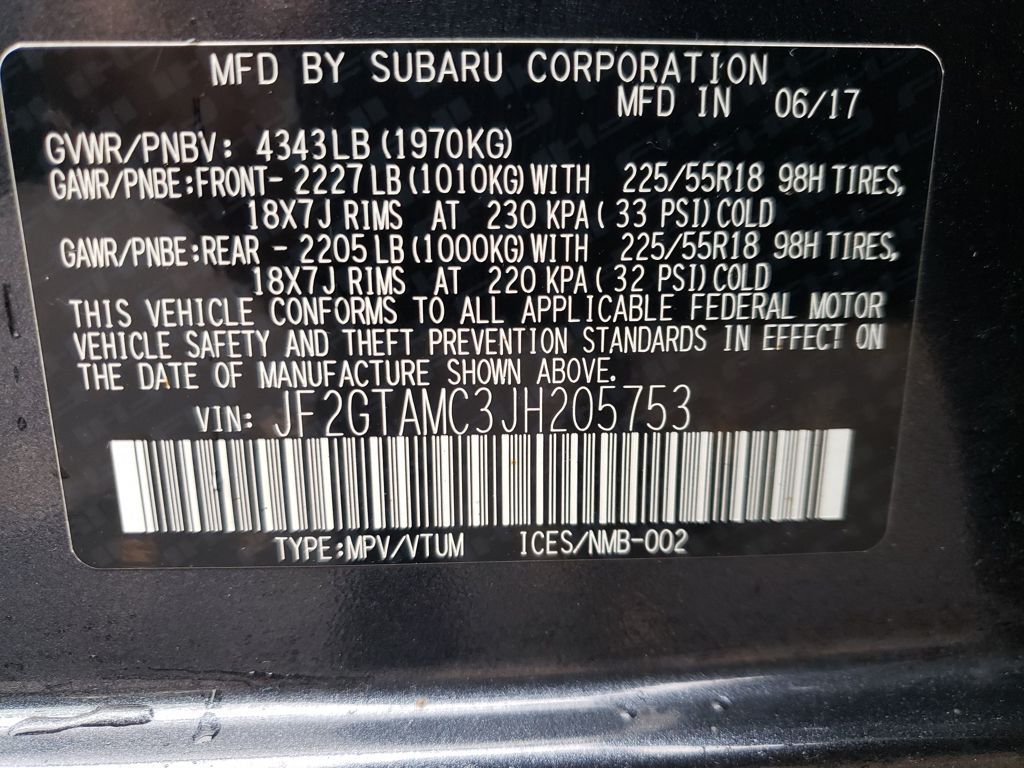 MFD BY SUBARU CORPORATION
MFD IN 06/17
GVWR/PNBV: 4343LB (1970KG)
GAWR/PNBE:FRONT- 2227LB (1010KG) WITH 225/55R18 98H TIRES,
18X7J RIMS AT 230 KPA ( 33 PSI) COLD
GAWR/PNBE:REAR - 2205LB (1000KG) WITH 225/55R18 98H TIRES,
18X7J RIMS AT 220 KPA ( 32 PSI) COLD
THIS VEHICLE CONFORMS TO ALL APPLICABLE FEDERAL MOTOR
VEHICLE SAFETY AND THEFT PREVENTION STANDARDS IN EFFECT ON
THE DATE OF MANUFACTURE SHOWN ABOVE.
VIN: JF2GTAMC3JH205753
TYPE:MPV/VTUM ICES/NMB-002